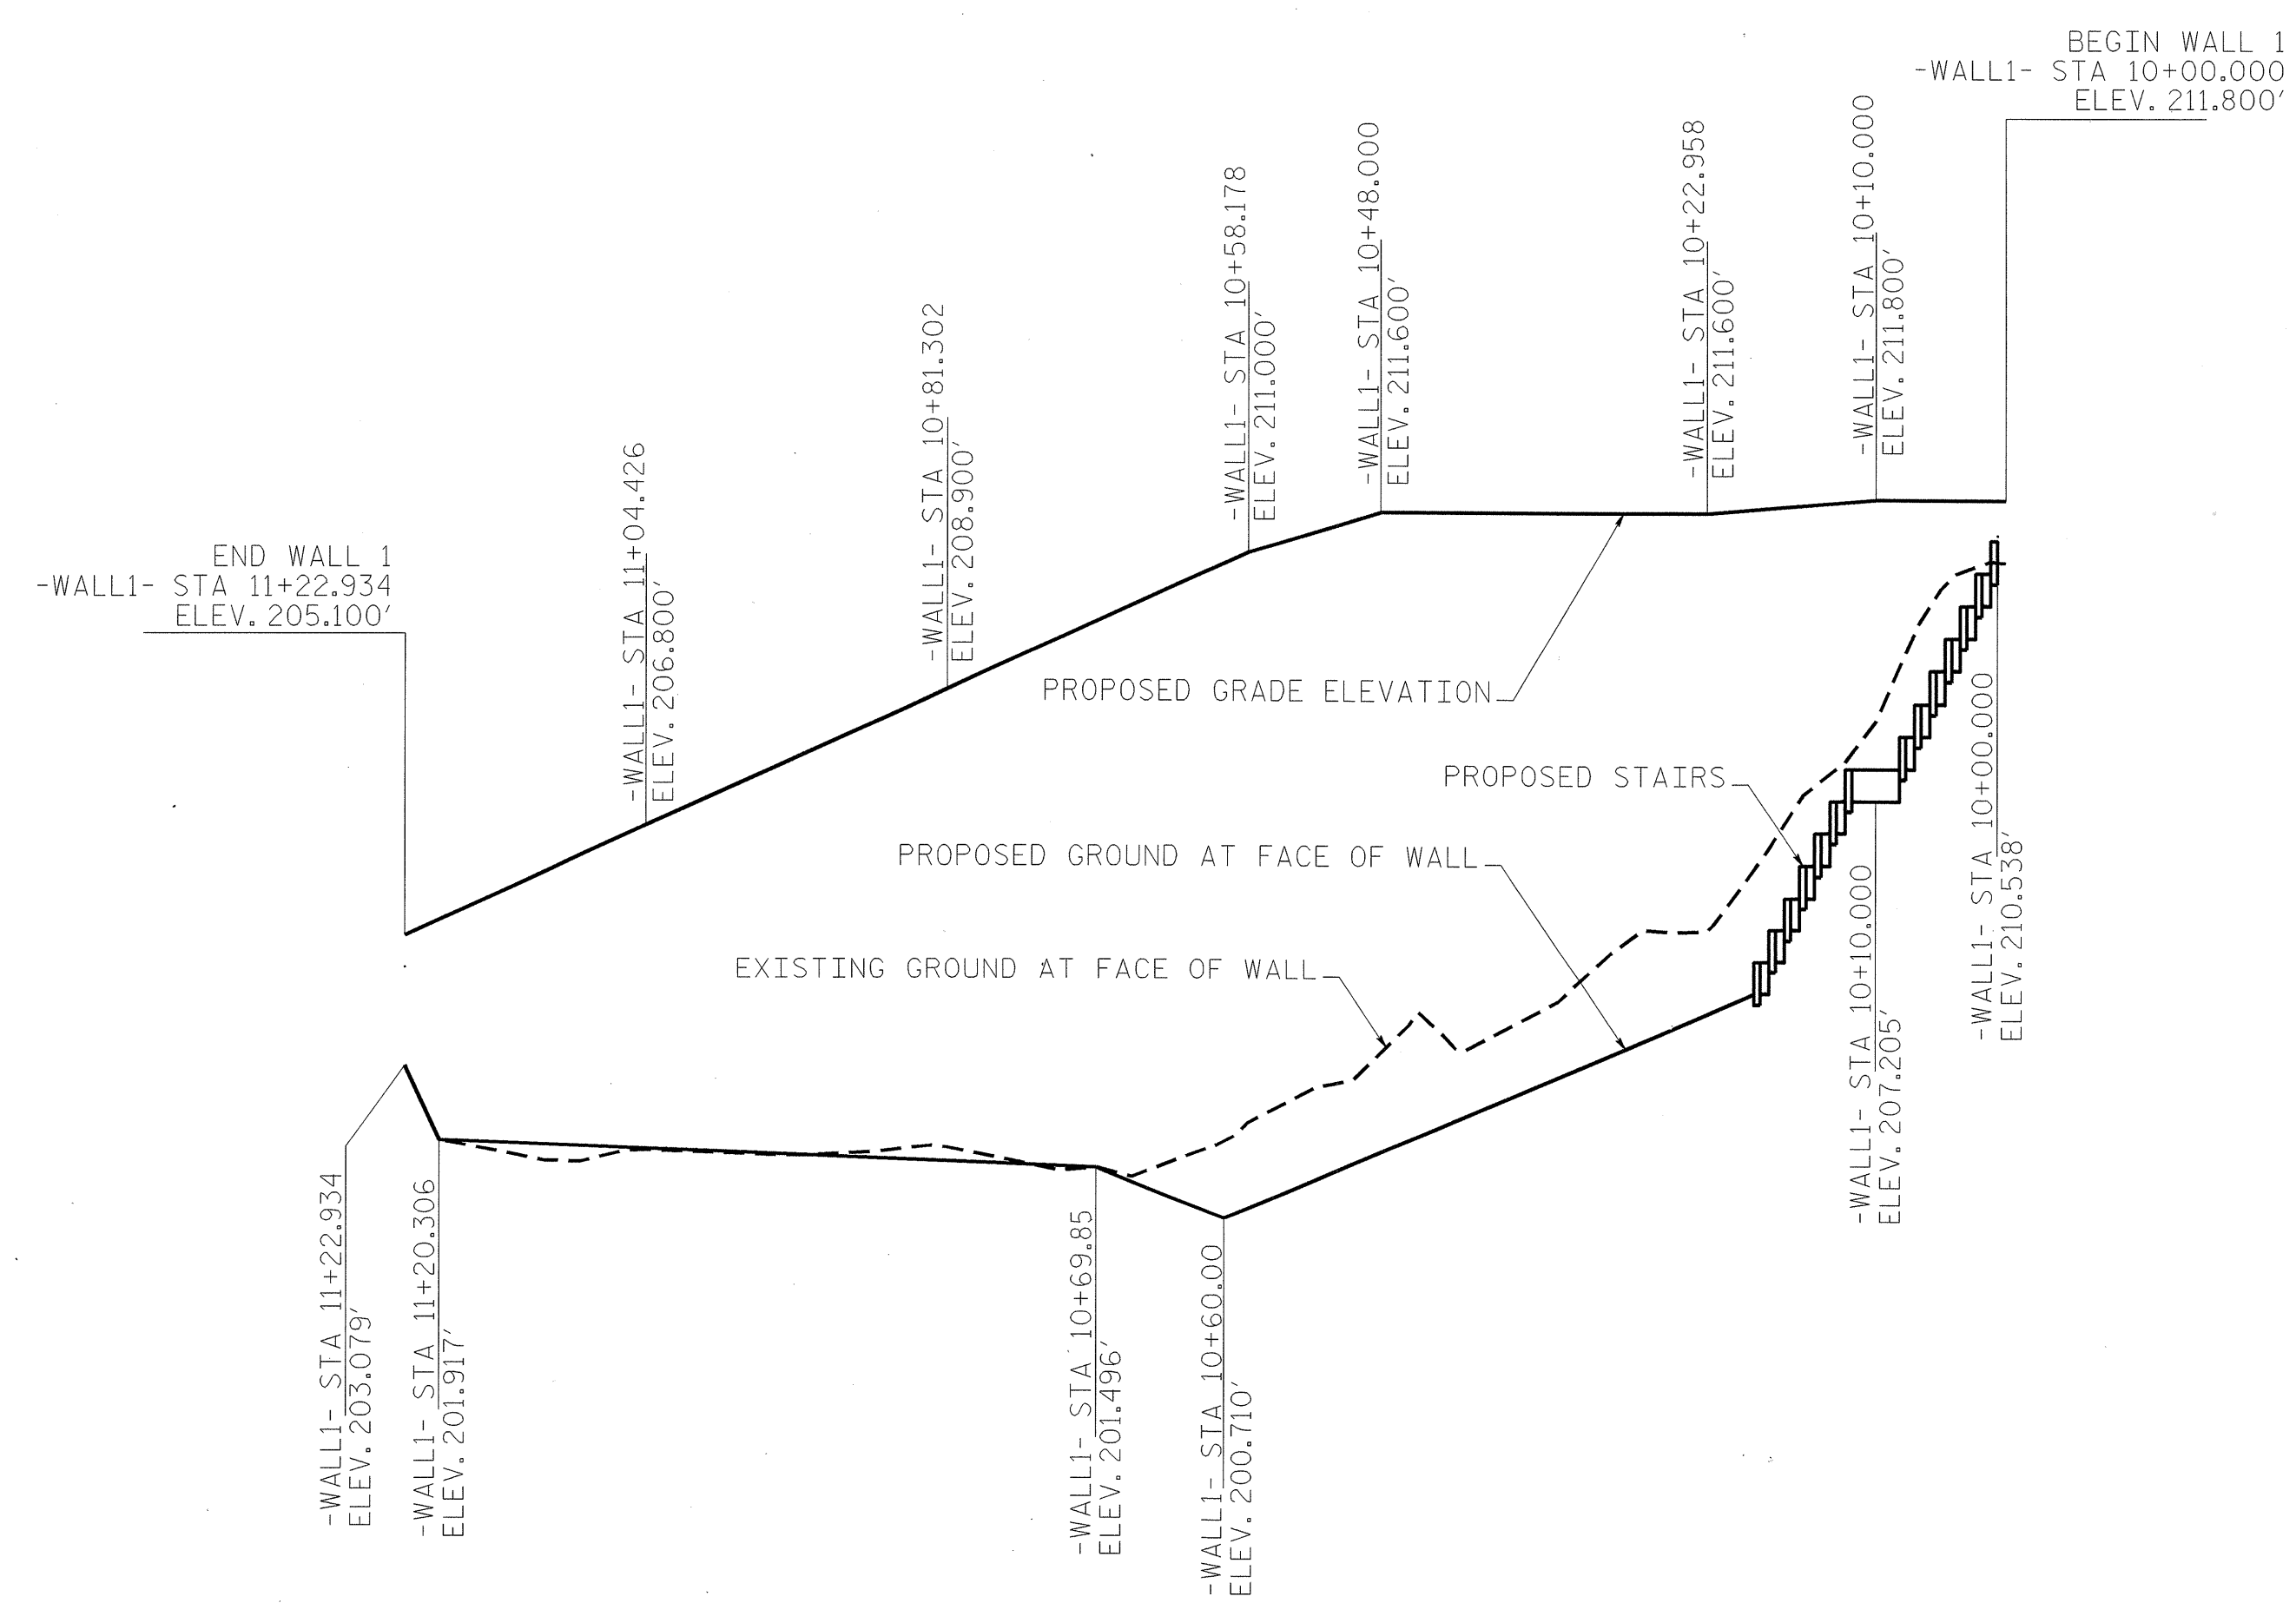 BEGIN WALL 1
-WALL1- STA 10+00.000
ELEV. 211.800'
-WALL1- STA 10+10.000
ELEV. 211.800'
-WALL1- STA 10+22.958
ELEV. 211.600'
-WALL1- STA 10+48.000
ELEV. 211.600'
-WALL1- STA 10+58.178
ELEV. 211.000'
-WALL1- STA 10+81.302
ELEV. 208.900'
-WALL1- STA 11+04.426
ELEV. 206.800'
END WALL 1
-WALL1- STA 11+22.934
ELEV. 205.100'
PROPOSED GRADE ELEVATION
PROPOSED STAIRS
PROPOSED GROUND AT FACE OF WALL
EXISTING GROUND AT FACE OF WALL
-WALL1- STA 11+22.934
ELEV. 203.079'
-WALL1- STA 11+20.306
ELEV. 201.917'
-WALL1- STA 10+69.85
ELEV. 201.496'
-WALL1- STA 10+60.00
ELEV. 200.710'
-WALL1- STA 10+10.000
ELEV. 207.205'
-WALL1- STA 10+00.000
ELEV. 210.538'